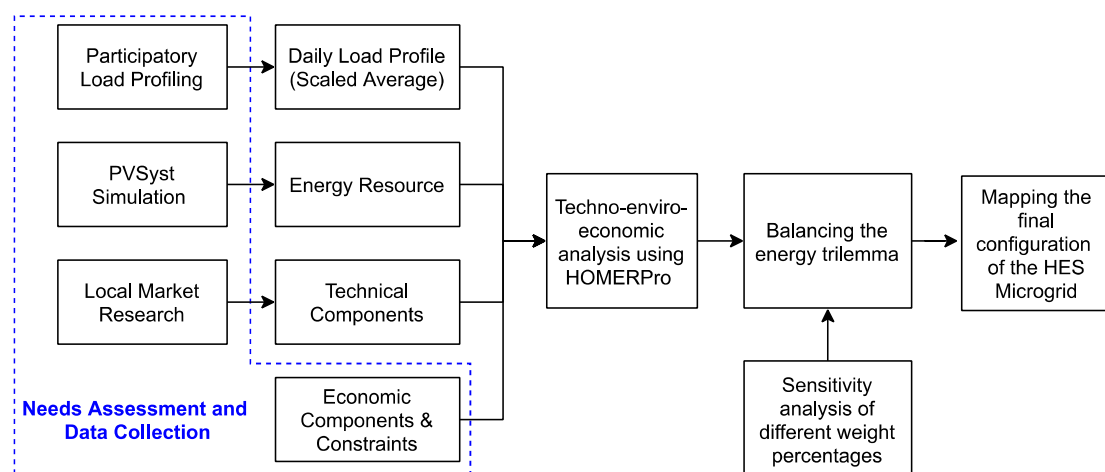 Participatory
Load Profiling
Daily Load Profile
(Scaled Average)
PVSyst
Simulation
Energy Resource
Local Market
Research
Technical
Components
Needs Assessment and
Data Collection
Economic
Components &
Constraints
Techno-enviro-
economic
analysis using
HOMERPro
Balancing the
energy trilemma
Sensitivity
analysis of
different weight
percentages
Mapping the
final
configuration
of the HES
Microgrid